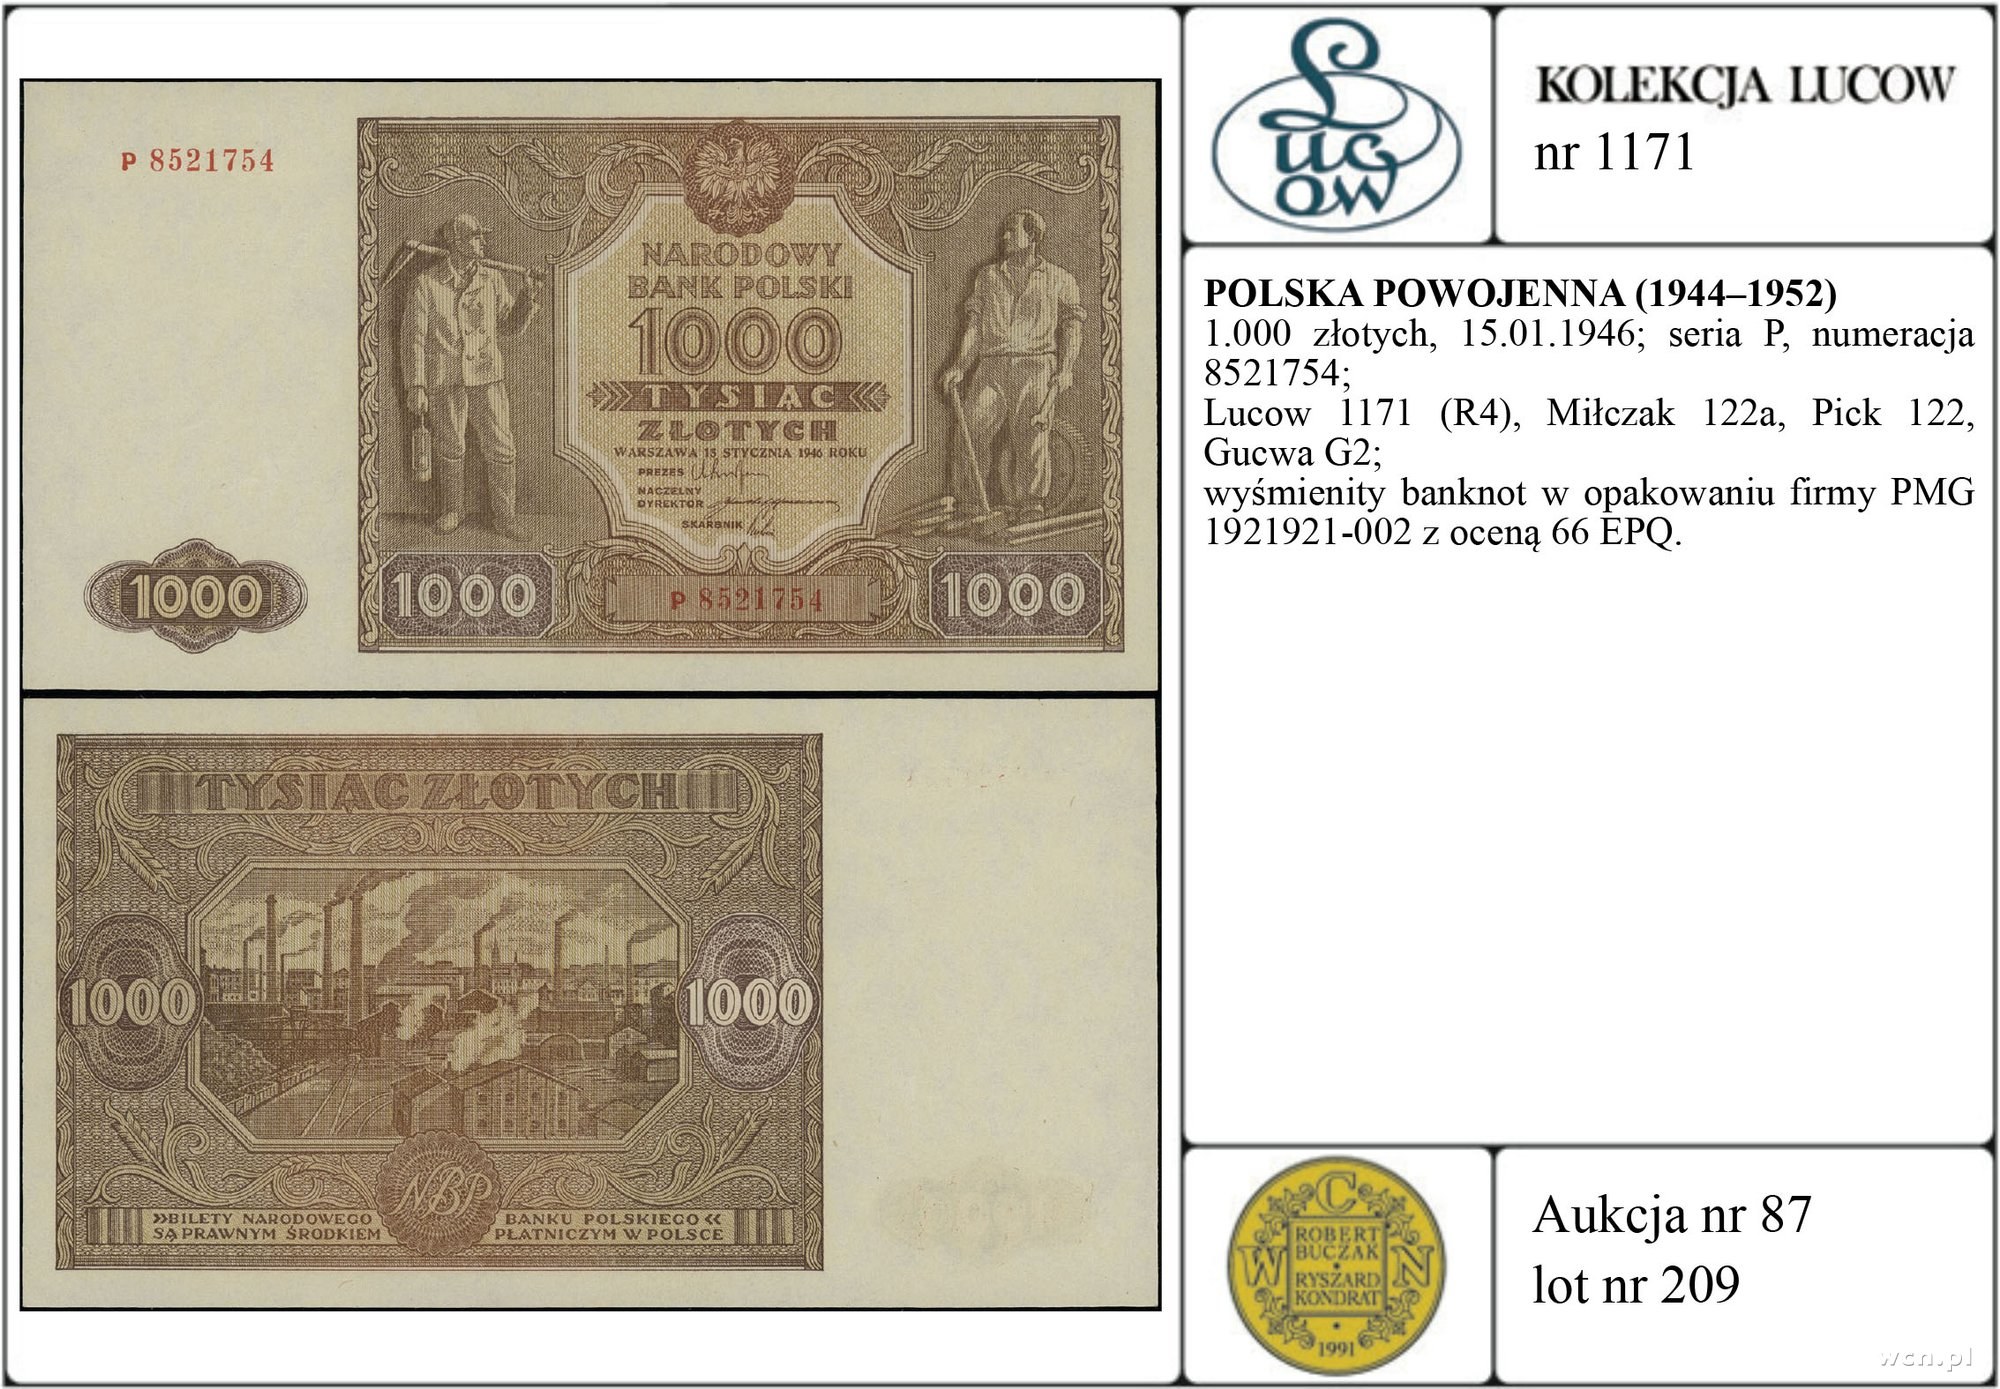 P 8521754
NARODOWY
BANK POLSKI
1000
TYSIĄC
ZŁOTYCH
WARSZAWA 15 STYCZNIA 1946 ROKU
PREZES
NACZELNY
DYREKTOR
SKARBNIK
1000
1000
P 8521754
1000
TYSIĄC ZŁOTYCH
1000
1000
NBP
»BILETY NARODOWEGO BANKU POLSKIEGO«
SĄ PRAWNYM ŚRODKIEM PŁATNICZYM W POLSCE
Lucow
KOLEKCJA LUCOW
nr 1171
POLSKA POWOJENNA (1944–1952)
1.000 złotych, 15.01.1946; seria P, numeracja
8521754;
Lucow 1171 (R4), Miłczak 122a, Pick 122,
Gucwa G2;
wyśmienity banknot w opakowaniu firmy PMG
1921921-002 z oceną 66 EPQ.
C
W N
ROBERT
BUCZAK
RYSZARD
KONDRAT
1991
Aukcja nr 87
lot nr 209
wcn.pl